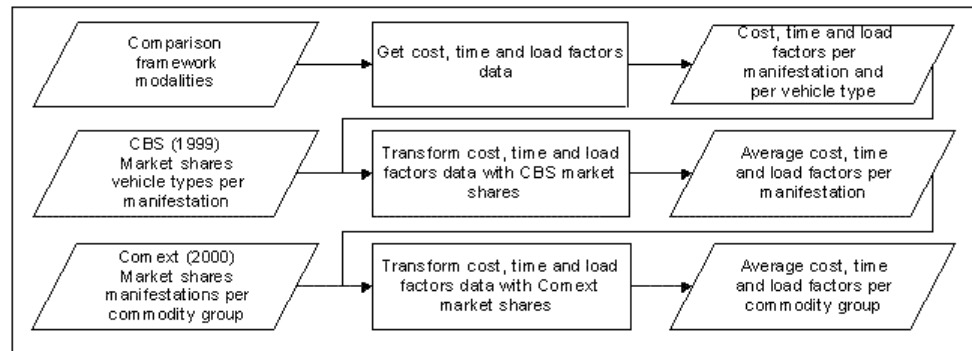 Comparison
framework
modalities
Get cost, time and load factors
data
Cost, time and load
factors per
manifestation and
per vehicle type
CBS (1999)
Market shares
vehicle types per
manifestation
Transform cost, time and load
factors data with CBS market
shares
Average cost, time
and load factors per
manifestation
Comext (2000)
Market shares
manifestations per
commodity group
Transform cost, time and load
factors data with Comext
market shares
Average cost, time
and load factors per
commodity group